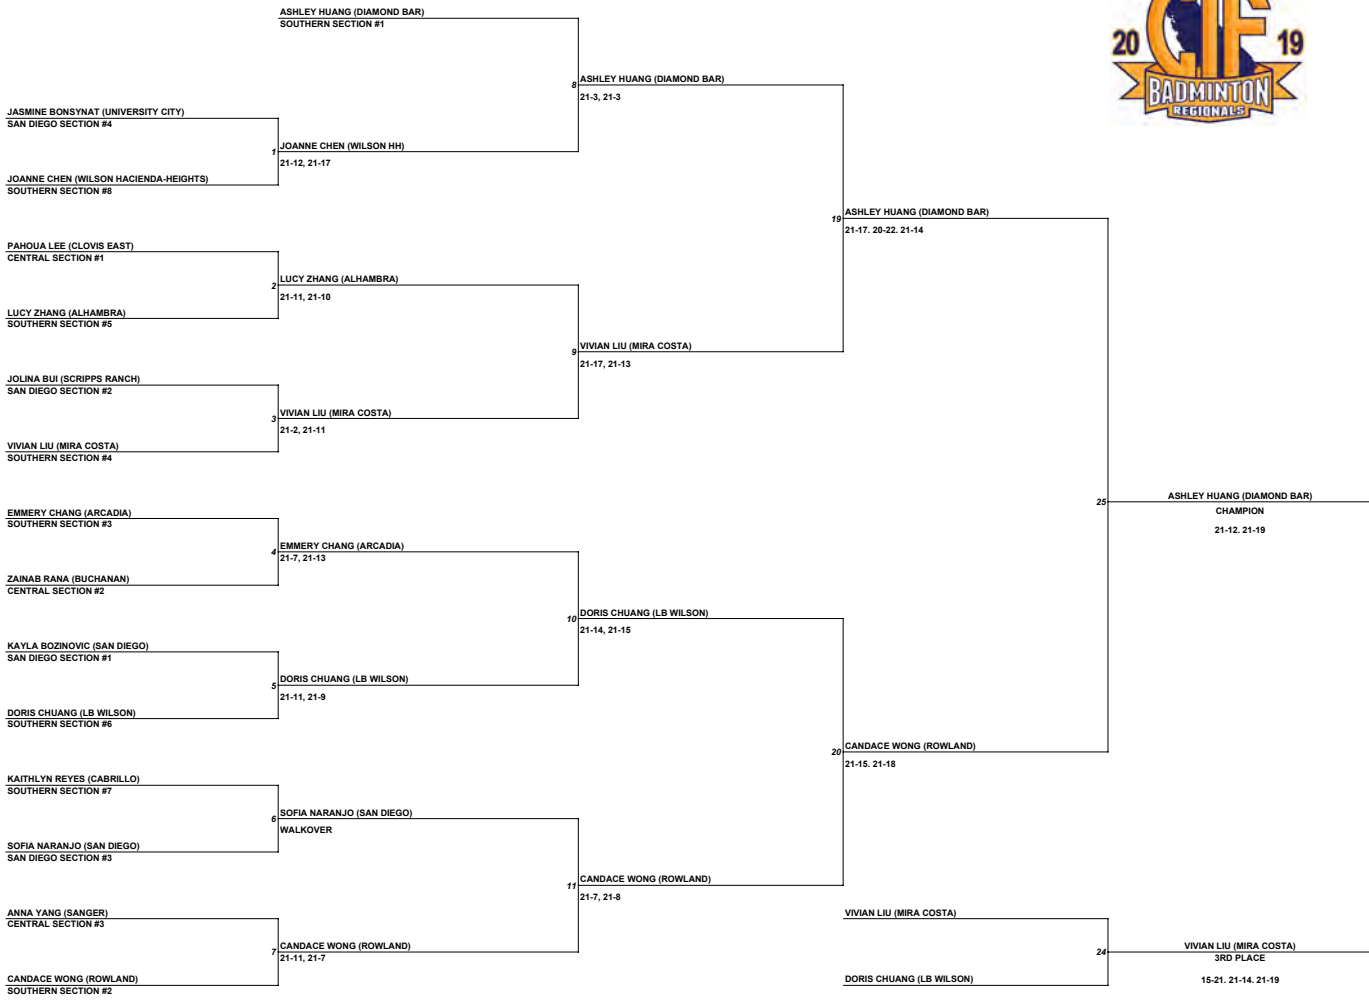 ASHLEY HUANG (DIAMOND BAR)
SOUTHERN SECTION #1
20 CIF 19
BADMINTON
REGIONALS
8 ASHLEY HUANG (DIAMOND BAR)
21-3, 21-3
JASMINE BONSYNAT (UNIVERSITY CITY)
SAN DIEGO SECTION #4
1 JOANNE CHEN (WILSON HH)
21-12, 21-17
JOANNE CHEN (WILSON HACIENDA-HEIGHTS)
SOUTHERN SECTION #8
19 ASHLEY HUANG (DIAMOND BAR)
21-17. 20-22. 21-14
PAHOUA LEE (CLOVIS EAST)
CENTRAL SECTION #1
2 LUCY ZHANG (ALHAMBRA)
21-11, 21-10
LUCY ZHANG (ALHAMBRA)
SOUTHERN SECTION #5
9 VIVIAN LIU (MIRA COSTA)
21-17, 21-13
JOLINA BUI (SCRIPPS RANCH)
SAN DIEGO SECTION #2
3 VIVIAN LIU (MIRA COSTA)
21-2, 21-11
VIVIAN LIU (MIRA COSTA)
SOUTHERN SECTION #4
25 ASHLEY HUANG (DIAMOND BAR)
CHAMPION
21-12. 21-19
EMMERY CHANG (ARCADIA)
SOUTHERN SECTION #3
4 EMMERY CHANG (ARCADIA)
21-7, 21-13
ZAINAB RANA (BUCHANAN)
CENTRAL SECTION #2
10 DORIS CHUANG (LB WILSON)
21-14, 21-15
KAYLA BOZINOVIC (SAN DIEGO)
SAN DIEGO SECTION #1
5 DORIS CHUANG (LB WILSON)
21-11, 21-9
DORIS CHUANG (LB WILSON)
SOUTHERN SECTION #6
20 CANDACE WONG (ROWLAND)
21-15. 21-18
KAITHLYN REYES (CABRILLO)
SOUTHERN SECTION #7
6 SOFIA NARANJO (SAN DIEGO)
WALKOVER
SOFIA NARANJO (SAN DIEGO)
SAN DIEGO SECTION #3
11 CANDACE WONG (ROWLAND)
21-7, 21-8
ANNA YANG (SANGER)
CENTRAL SECTION #3
7 CANDACE WONG (ROWLAND)
21-11, 21-7
CANDACE WONG (ROWLAND)
SOUTHERN SECTION #2
VIVIAN LIU (MIRA COSTA)
24 VIVIAN LIU (MIRA COSTA)
3RD PLACE
15-21. 21-14. 21-19
DORIS CHUANG (LB WILSON)